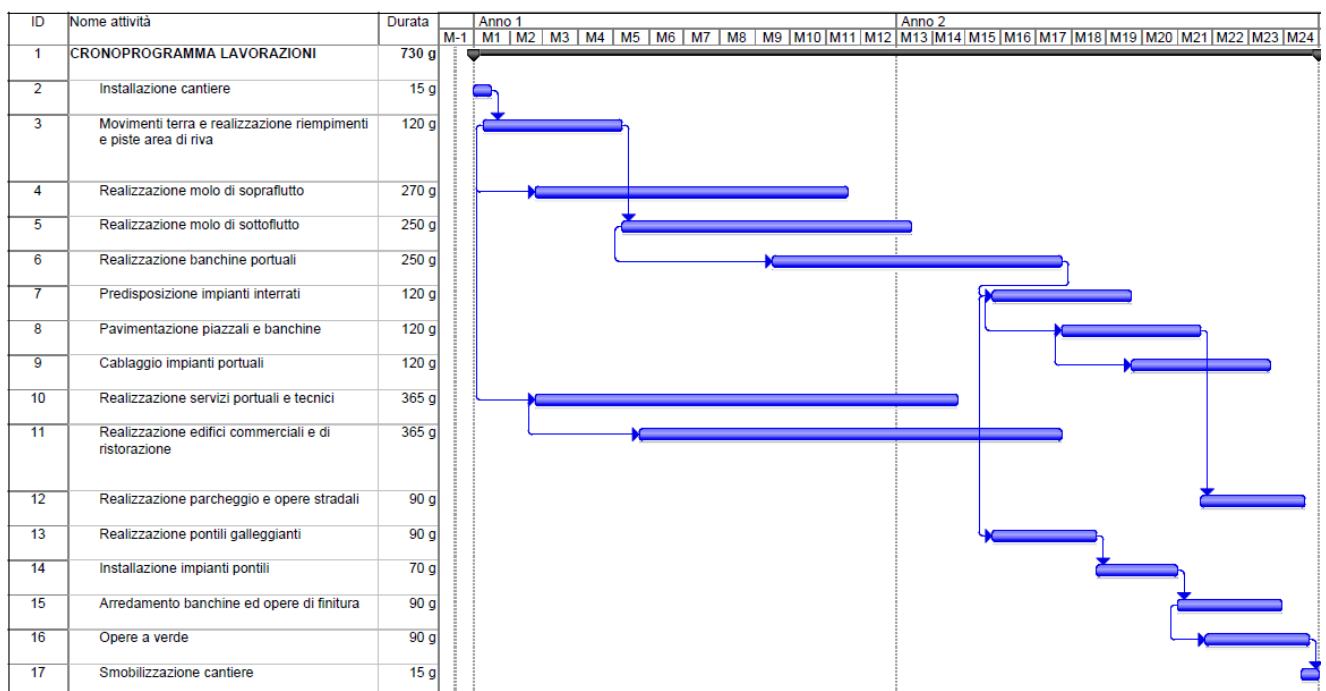 ID Nome attività Durata Anno 1 Anno 2
M-1 M1 M2 M3 M4 M5 M6 M7 M8 M9 M10 M11 M12 M13 M14 M15 M16 M17 M18 M19 M20 M21 M22 M23 M24
1 CRONOPROGRAMMA LAVORAZIONI 730 g
2 Installazione cantiere 15 g
3 Movimenti terra e realizzazione riempimenti 120 g
e piste area di riva
4 Realizzazione molo di sopraflutto 270 g
5 Realizzazione molo di sottoflutto 250 g
6 Realizzazione banchine portuali 250 g
7 Predisposizione impianti interrati 120 g
8 Pavimentazione piazzali e banchine 120 g
9 Cablaggio impianti portuali 120 g
10 Realizzazione servizi portuali e tecnici 365 g
11 Realizzazione edifici commerciali e di 365 g
ristorazione
12 Realizzazione parcheggio e opere stradali 90 g
13 Realizzazione pontili galleggianti 90 g
14 Installazione impianti pontili 70 g
15 Arredamento banchine ed opere di finitura 90 g
16 Opere a verde 90 g
17 Smobilizzazione cantiere 15 g